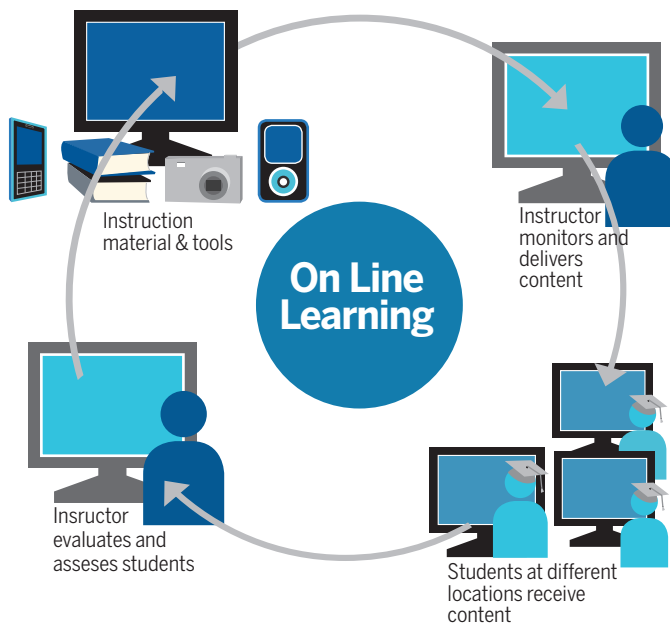 Instruction
material & tools
Instructor
monitors and
delivers
content
On Line
Learning
Insructor
evaluates and
asseses students
Students at different
locations receive
content